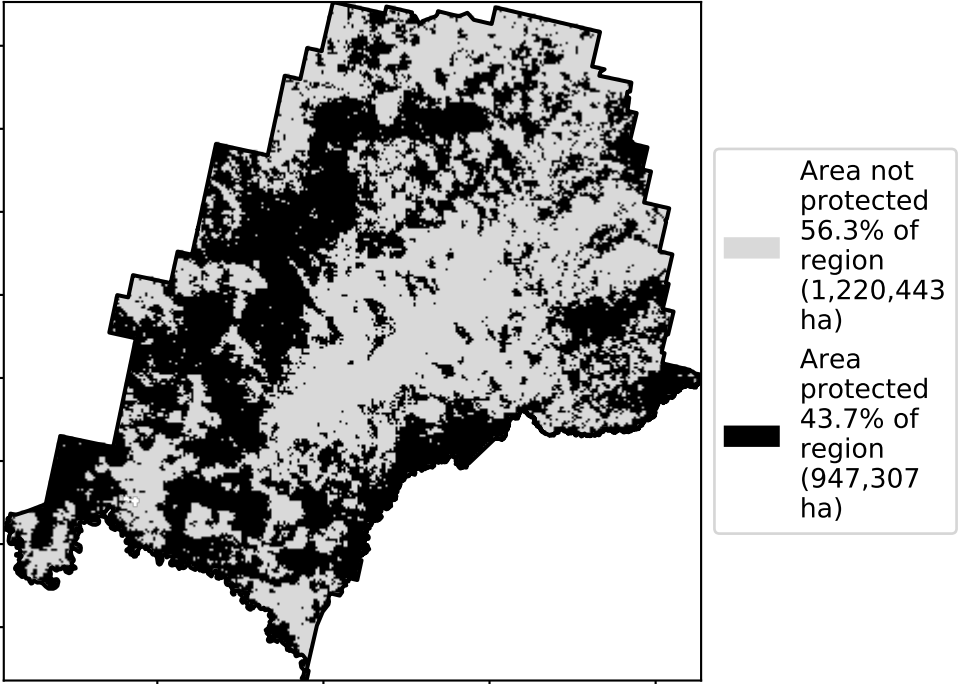 Area not
protected
56.3% of
region
(1,220,443
ha)
Area
protected
43.7% of
region
(947,307
ha)